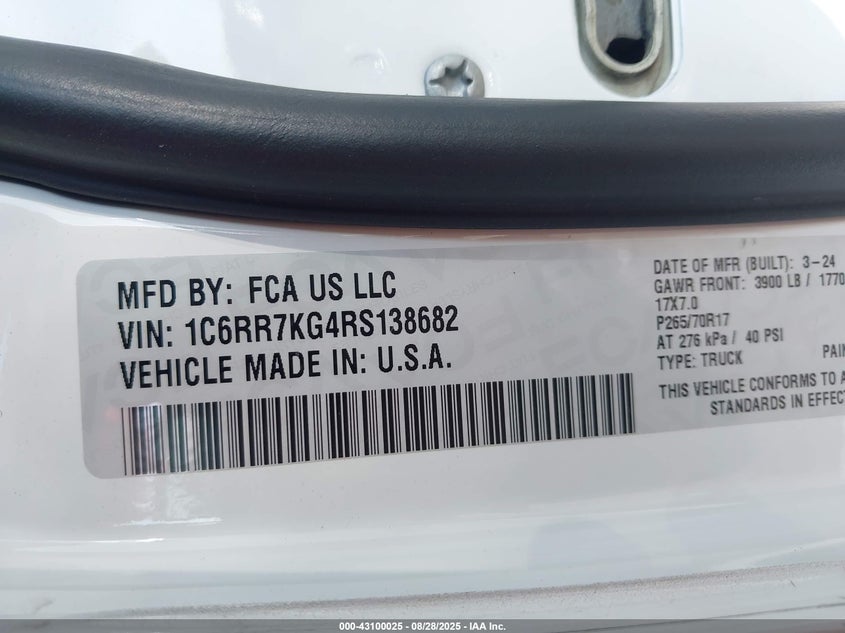 MFD BY: FCA US LLC
VIN: 1C6RR7KG4RS138682
VEHICLE MADE IN: U.S.A.
DATE OF MFR (BUILT): 3-24
GAWR FRONT: 3900 LB / 1770
17X7.0
P265/70R17
AT 276 kPa / 40 PSI
TYPE: TRUCK PAIN
THIS VEHICLE CONFORMS TO A
STANDARDS IN EFFECT
000-43100025 - 08/28/2025 - IAA Inc.